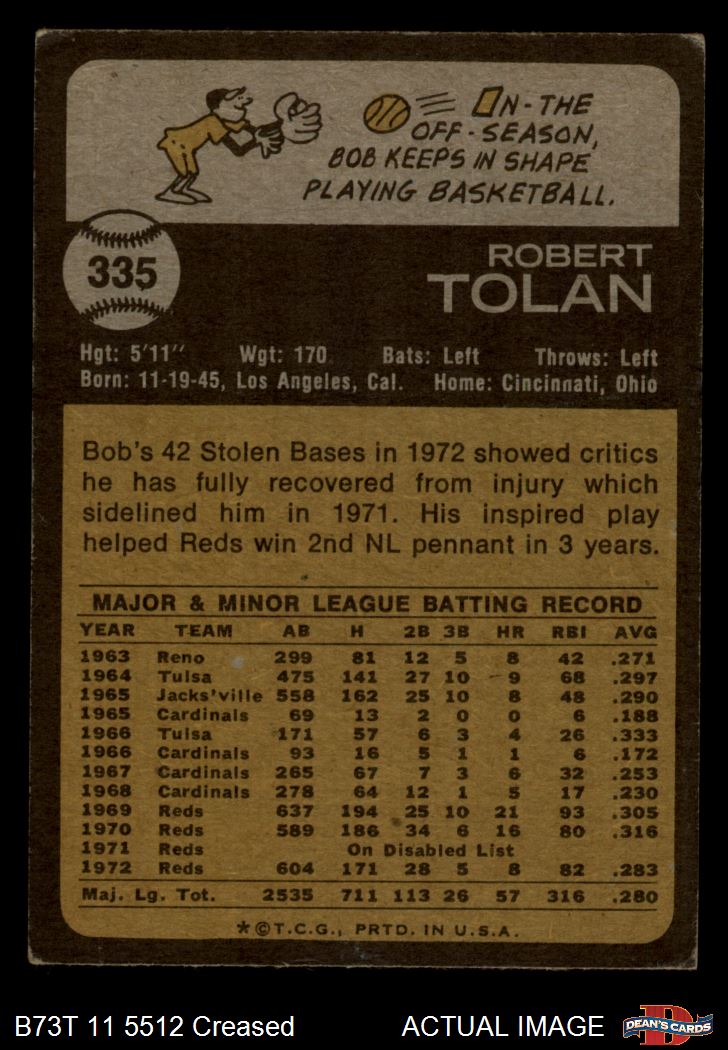 ON-THE
OFF-SEASON,
BOB KEEPS IN SHAPE
PLAYING BASKETBALL.
335
ROBERT
TOLAN
Hgt: 5'11" Wgt: 170 Bats: Left Throws: Left
Born: 11-19-45, Los Angeles, Cal. Home: Cincinnati, Ohio
Bob's 42 Stolen Bases in 1972 showed critics
he has fully recovered from injury which
sidelined him in 1971. His inspired play
helped Reds win 2nd NL pennant in 3 years.
MAJOR & MINOR LEAGUE BATTING RECORD
YEAR TEAM AB H 2B 3B HR RBI AVG
1963 Reno 299 81 12 5 8 42 .271
1964 Tulsa 475 141 27 10 9 68 .297
1965 Jacks'ville 558 162 25 10 8 48 .290
1965 Cardinals 69 13 2 0 0 6 .188
1966 Tulsa 171 57 6 3 4 26 .333
1966 Cardinals 93 16 5 1 1 6 .172
1967 Cardinals 265 67 7 3 6 32 .253
1968 Cardinals 278 64 12 1 5 17 .230
1969 Reds 637 194 25 10 21 93 .305
1970 Reds 589 186 34 6 16 80 .316
1971 Reds On Disabled List
1972 Reds 604 171 28 5 8 82 .283
Maj. Lg. Tot. 2535 711 113 26 57 316 .280
*©T.C.G., PRTD. IN U.S.A.
B73T 11 5512 Creased ACTUAL IMAGE
DEAN'S CARDS